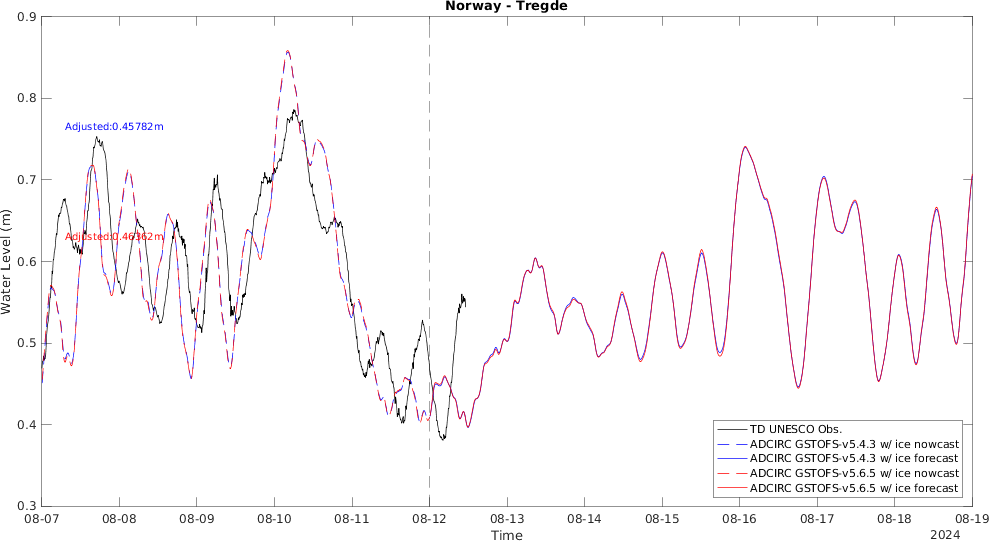 Norway - Tregde
0.9
0.8
0.7
0.6
0.5
0.4
0.3
Water Level (m)
Adjusted:0.45782m
Adjusted:0.46362m
TD UNESCO Obs.
ADCIRC GSTOFS-v5.4.3 w/ ice nowcast
ADCIRC GSTOFS-v5.4.3 w/ ice forecast
ADCIRC GSTOFS-v5.6.5 w/ ice nowcast
ADCIRC GSTOFS-v5.6.5 w/ ice forecast
08-07 08-08 08-09 08-10 08-11 08-12 08-13 08-14 08-15 08-16 08-17 08-18 08-19
Time
2024